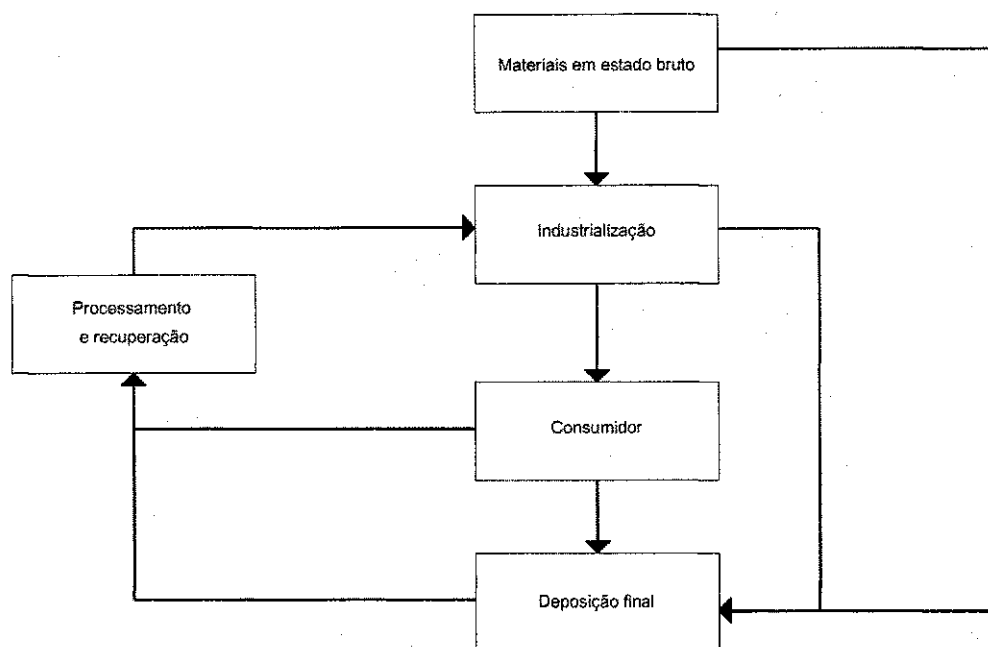 Materiais em estado bruto
Industrialização
Processamento
e recuperação
Consumidor
Deposição final